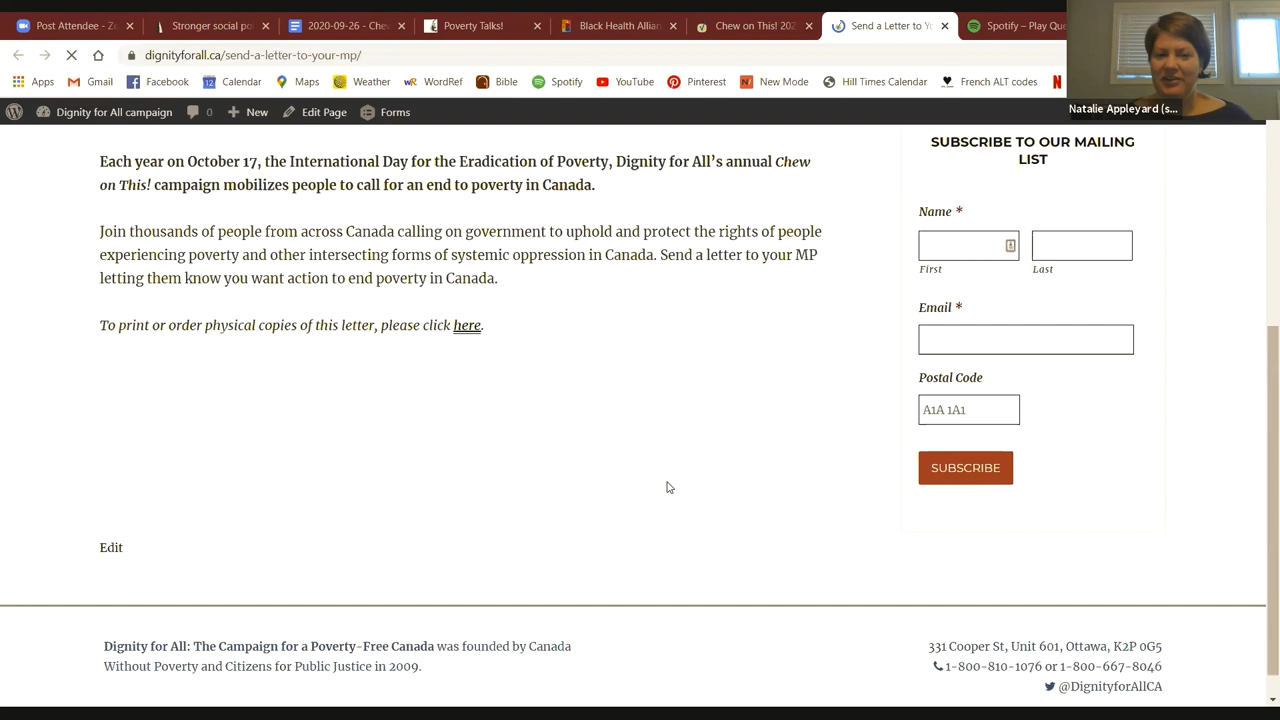 Post Attendee - Z
Stronger social po
2020-09-26 - Che
Poverty Talks!
Black Health Allian
Chew on This! 202
Send a Letter to Yo
Spotify – Play Que
dignityforall.ca/send-a-letter-to-your-mp/
Apps Gmail Facebook Calendar Maps Weather WordRef Bible Spotify YouTube Pinterest New Mode Hill Times Calendar French ALT codes
Natalie Appleyard (s...
Dignity for All campaign 0 New Edit Page Forms
Each year on October 17, the International Day for the Eradication of Poverty, Dignity for All's annual Chew
on This! campaign mobilizes people to call for an end to poverty in Canada.
Join thousands of people from across Canada calling on government to uphold and protect the rights of people
experiencing poverty and other intersecting forms of systemic oppression in Canada. Send a letter to your MP
letting them know you want action to end poverty in Canada.
To print or order physical copies of this letter, please click here.
Edit
SUBSCRIBE TO OUR MAILING
LIST
Name *
First Last
Email *
Postal Code
A1A 1A1
SUBSCRIBE
Dignity for All: The Campaign for a Poverty-Free Canada was founded by Canada
Without Poverty and Citizens for Public Justice in 2009.
331 Cooper St, Unit 601, Ottawa, K2P 0G5
1-800-810-1076 or 1-800-667-8046
@DignityforAllCA